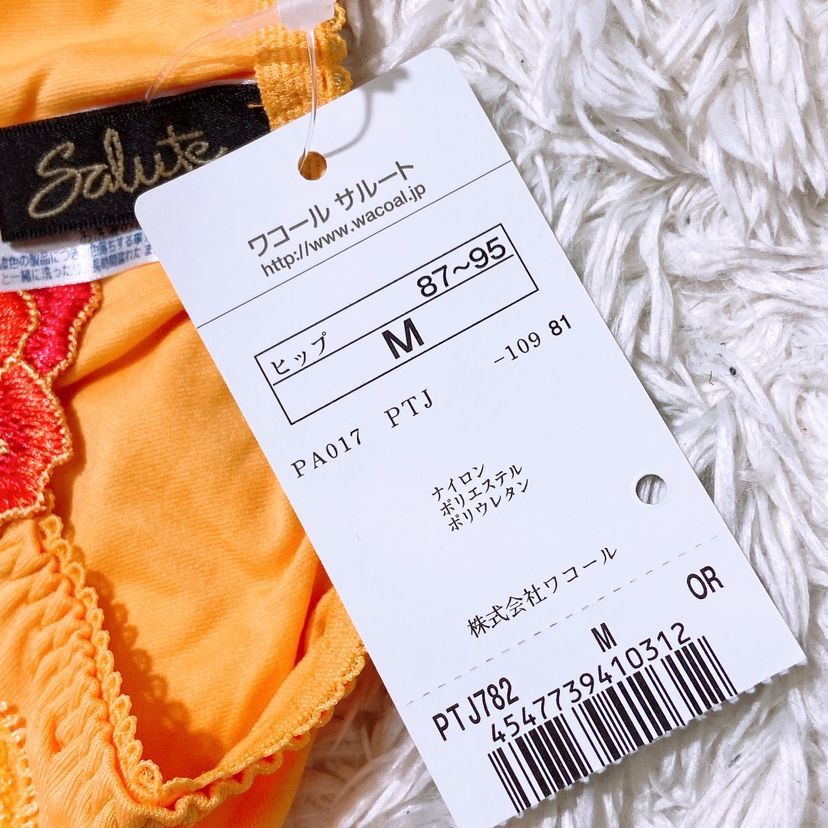 Salute
ワコール サルート
http://www.wacoal.jp
ヒップ 87~95
M
PA017 PTJ -109 81
ナイロン
ポリエステル
ポリウレタン
株式会社ワコール
PTJ782 M OR
4547739410312